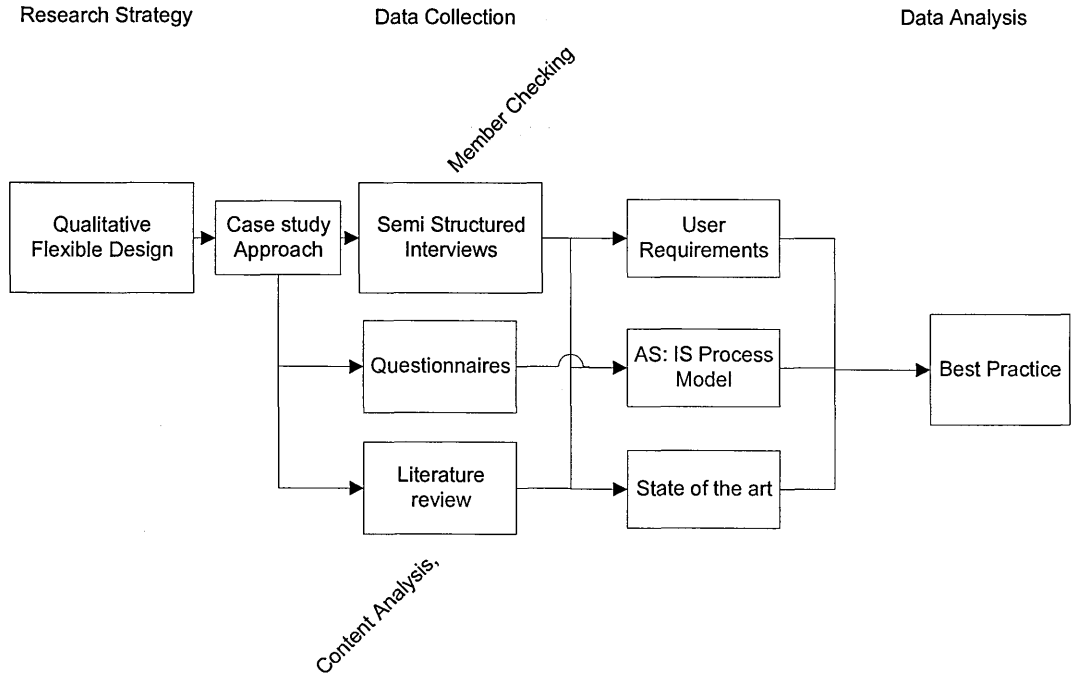 Research Strategy
Data Collection
Data Analysis
Member Checking
Qualitative
Flexible Design
Case study
Approach
Semi Structured
Interviews
User
Requirements
Questionnaires
AS: IS Process
Model
Best Practice
Literature
review
State of the art
Content Analysis,